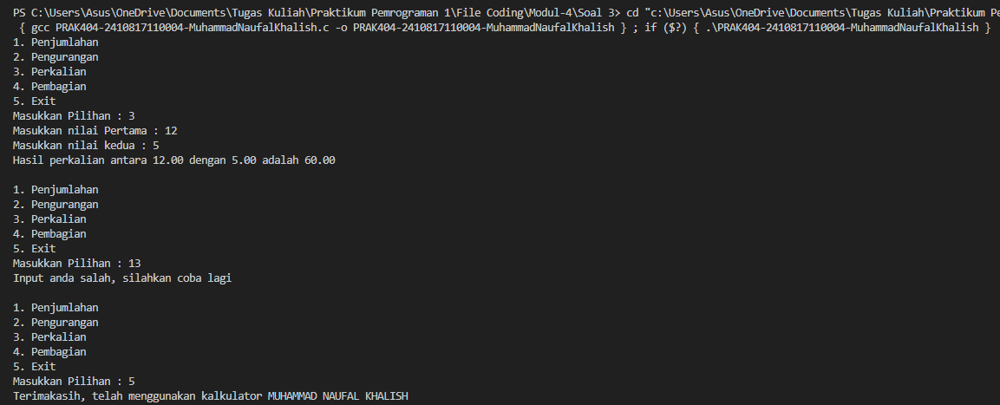 PS C:\Users\Asus\OneDrive\Documents\Tugas Kuliah\Praktikum Pemrograman 1\File Coding\Modul-4\Soal 3> cd "c:\Users\Asus\OneDrive\Documents\Tugas Kuliah\Praktikum Pe
{ gcc PRAK404-2410817110004-MuhammadNaufalKhalish.c -o PRAK404-2410817110004-MuhammadNaufalKhalish } ; if ($?) { .\PRAK404-2410817110004-MuhammadNaufalKhalish }
1. Penjumlahan
2. Pengurangan
3. Perkalian
4. Pembagian
5. Exit
Masukkan Pilihan : 3
Masukkan nilai Pertama : 12
Masukkan nilai kedua : 5
Hasil perkalian antara 12.00 dengan 5.00 adalah 60.00
1. Penjumlahan
2. Pengurangan
3. Perkalian
4. Pembagian
5. Exit
Masukkan Pilihan : 13
Input anda salah, silahkan coba lagi
1. Penjumlahan
2. Pengurangan
3. Perkalian
4. Pembagian
5. Exit
Masukkan Pilihan : 5
Terimakasih, telah menggunakan kalkulator MUHAMMAD NAUFAL KHALISH